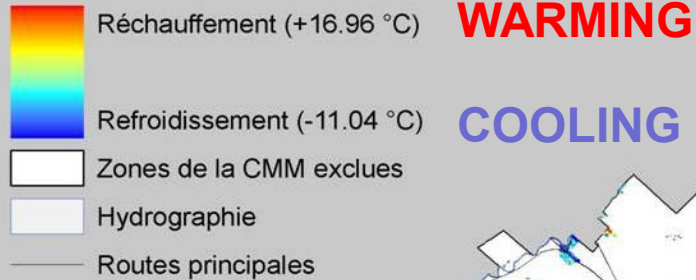 Réchauffement (+16.96 °C) WARMING
Refroidissement (-11.04 °C) COOLING
Zones de la CMM exclues
Hydrographie
Routes principales